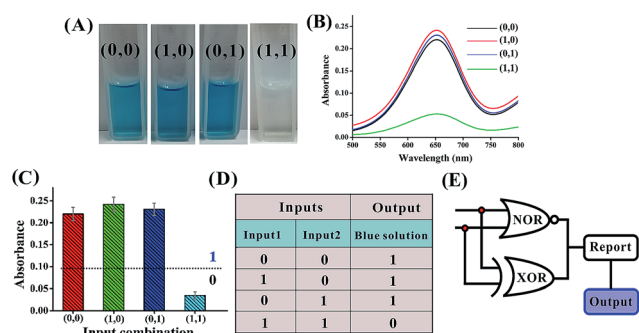 (A)
(0,0) (1,0) (0,1) (1,1)
(B)
Absorbance
0.25
0.20
0.15
0.10
0.05
0.00
500 550 600 650 700 750 800
Wavelength (nm)
(0,0)
(1,0)
(0,1)
(1,1)
(C)
Absorbance
0.25
0.20
0.15
0.10
0.05
0.00
1
0
(0,0) (1,0) (0,1) (1,1)
Input combination
(D)
Inputs Output
Input1 Input2 Blue solution
0 0 1
1 0 1
0 1 1
1 1 0
(E)
NOR
XOR
Report
Output